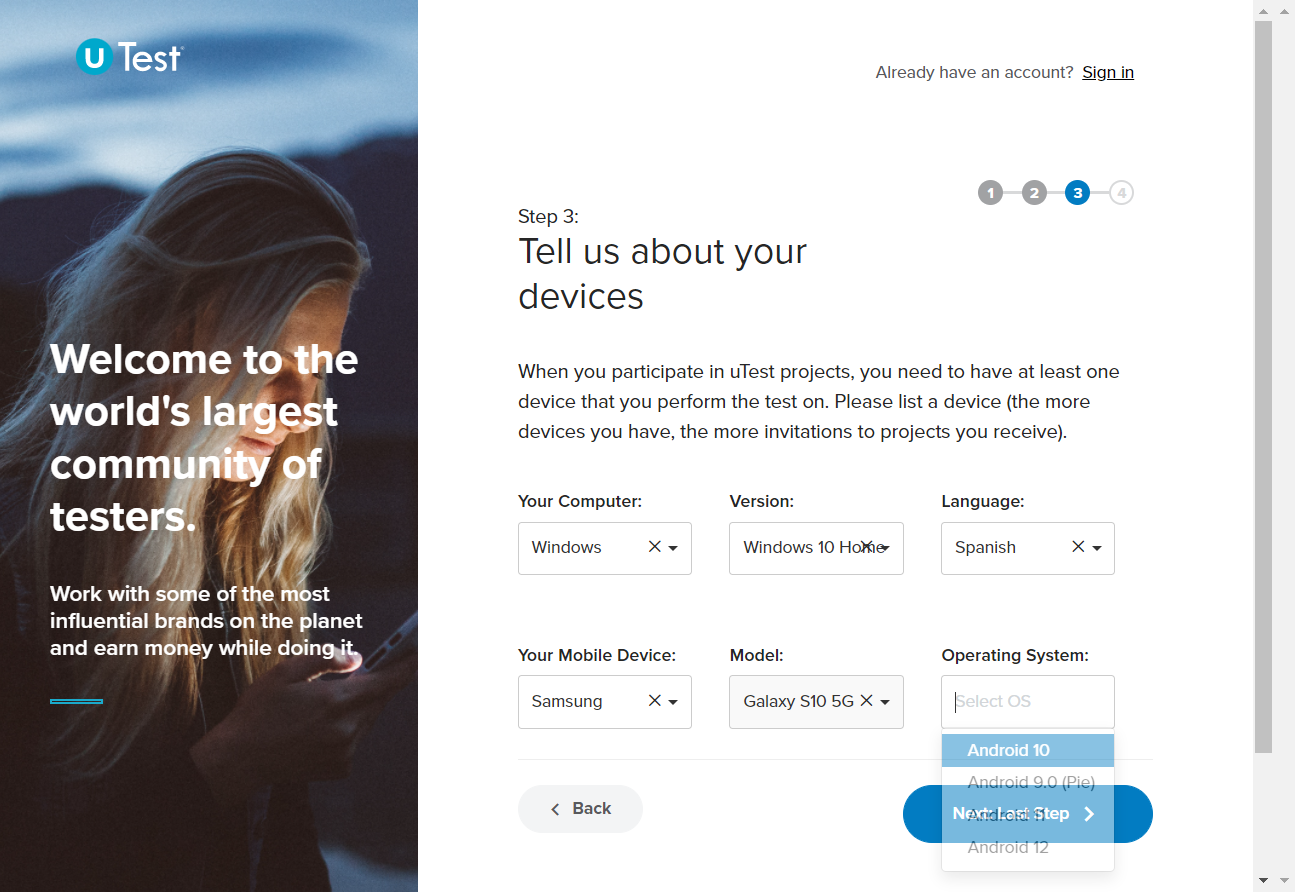 uTest
Already have an account? Sign in
1 2 3 4
Step 3:
Tell us about your
devices
Welcome to the
world's largest
community of
testers.
Work with some of the most
influential brands on the planet
and earn money while doing it.
When you participate in uTest projects, you need to have at least one
device that you perform the test on. Please list a device (the more
devices you have, the more invitations to projects you receive).
Your Computer: Version: Language:
Windows Windows 10 Home Spanish
Your Mobile Device: Model: Operating System:
Samsung Galaxy S10 5G Select OS
Android 10
Android 9.0 (Pie)
Android 11
Android 12
Back
Next: Last Step